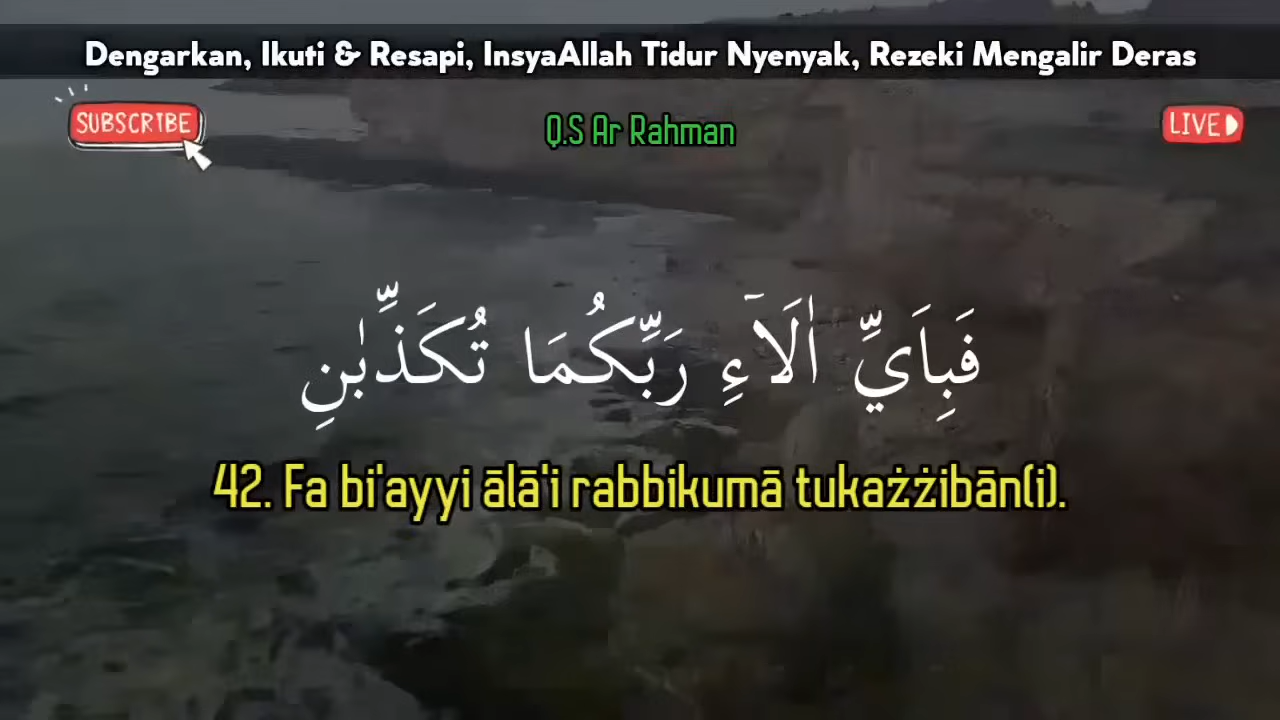 Dengarkan, Ikuti & Resapi, InsyaAllah Tidur Nyenyak, Rezeki Mengalir Deras
SUBSCRIBE
Q.S Ar Rahman
LIVE
فَبِاَيِّ اٰلَاۤءِ رَبِّكُمَا تُكَذِّبٰنِ
42. Fa bi'ayyi ālā'i rabbikumā tukażżibān(i).